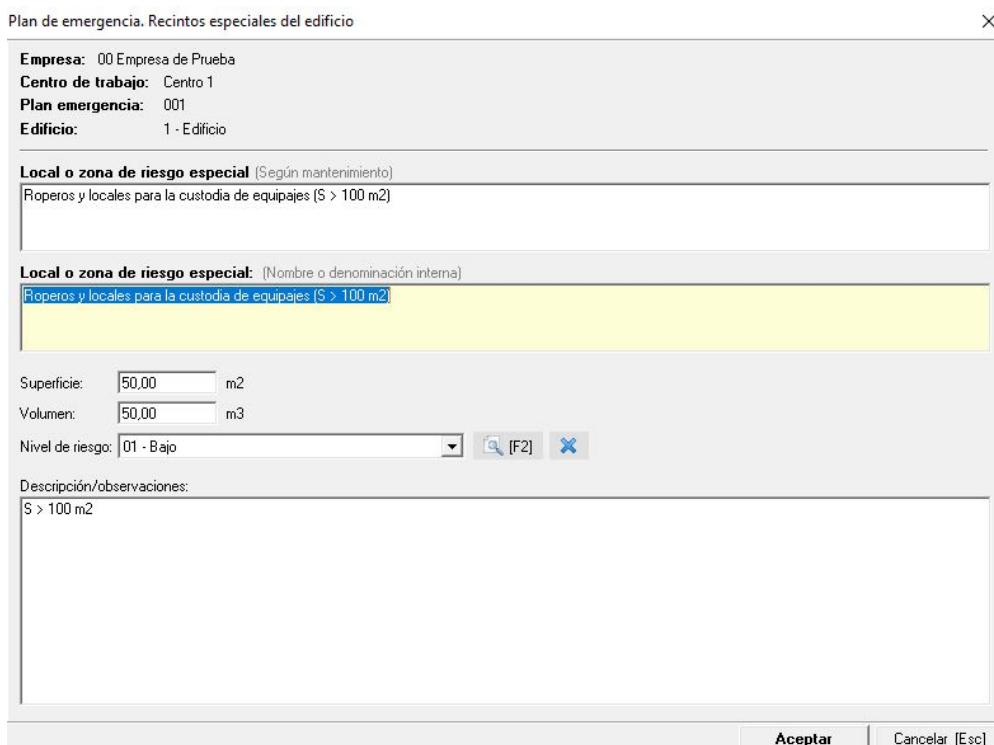 Plan de emergencia. Recintos especiales del edificio
Empresa: 00 Empresa de Prueba
Centro de trabajo: Centro 1
Plan emergencia: 001
Edificio: 1 - Edificio
Local o zona de riesgo especial (Según mantenimiento)
Roperos y locales para la custodia de equipajes (S > 100 m2)
Local o zona de riesgo especial: (Nombre o denominación interna)
Roperos y locales para la custodia de equipajes (S > 100 m2)
Superficie: 50,00 m2
Volumen: 50,00 m3
Nivel de riesgo: 01 - Bajo [F2]
Descripción/observaciones:
S > 100 m2
Aceptar Cancelar [Esc]